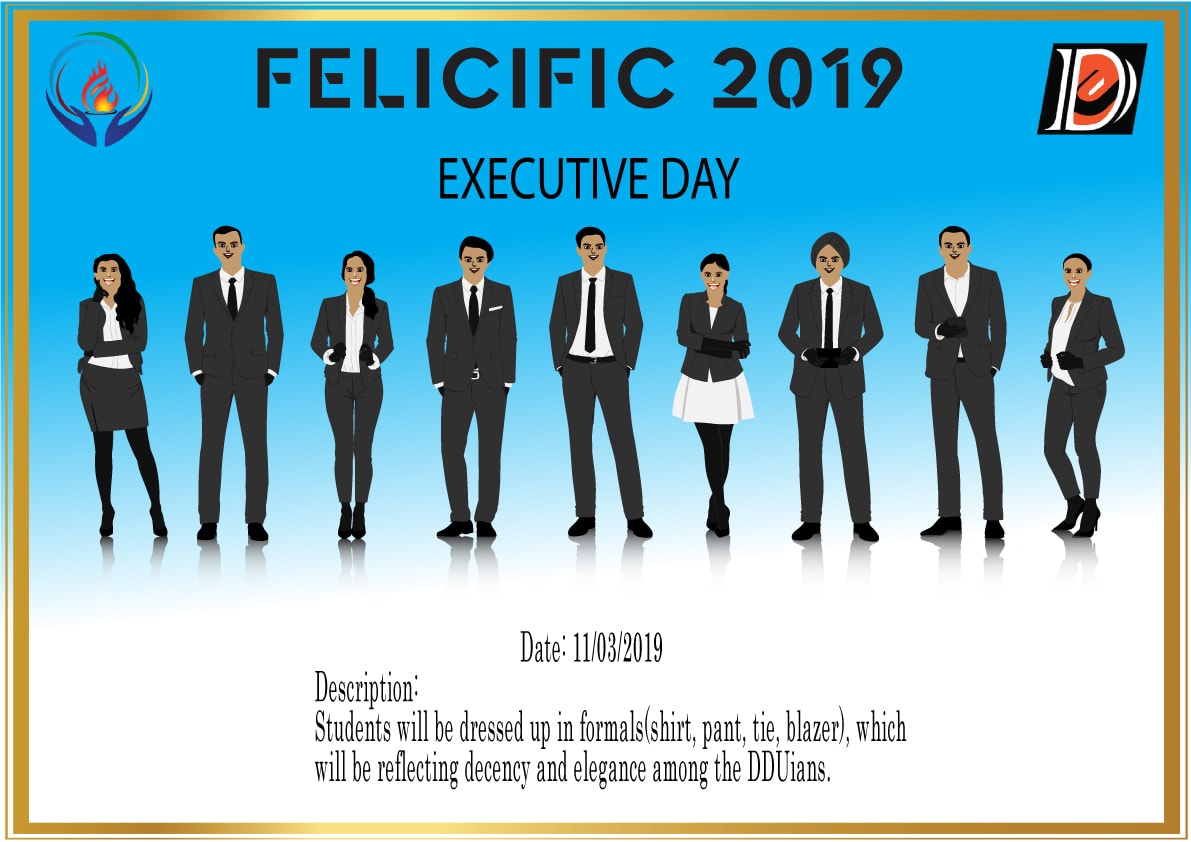 FELICIFIC 2019
EXECUTIVE DAY
Date: 11/03/2019
Description:
Students will be dressed up in formals(shirt, pant, tie, blazer), which
will be reflecting decency and elegance among the DDUians.